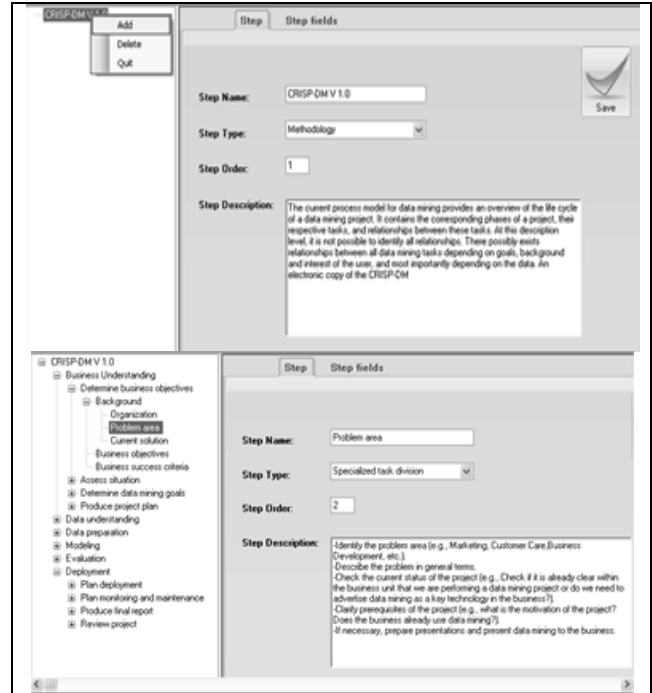 CRISP-DM V 1.0
Add
Delete
Quit
Step
Step fields
Step Name:
CRISP-DM V 1.0
Save
Step Type:
Methodology
Step Order:
1
Step Description:
The current process model for data mining provides an overview of the life cycle
of a data mining project. It contains the corresponding phases of a project, their
respective tasks, and relationships between these tasks. At this description
level, it is not possible to identify all relationships. There possibly exists
relationships between all data mining tasks depending on goals, background
and interest of the user, and most importantly depending on the data. An
electronic copy of the CRISP-DM
CRISP-DM V 1.0
Business Understanding
Determine business objectives
Background
Organization
Problem area
Current solution
Business objectives
Business success criteria
Assess situation
Determine data mining goals
Produce project plan
Data understanding
Data preparation
Modeling
Evaluation
Deployment
Plan deployment
Plan monitoring and maintenance
Produce final report
Review project
Step
Step fields
Step Name:
Problem area
Step Type:
Specialized task division
Step Order:
2
Step Description:
-Identify the problem area (e.g., Marketing, Customer Care,Business
Development, etc.).
-Describe the problem in general terms.
-Check the current status of the project (e.g., Check if it is already clear within
the business unit that we are performing a data mining project or do we need to
advertise data mining as a key technology in the business?).
-Clarify prerequisites of the project (e.g., what is the motivation of the project?
Does the business already use data mining?).
-If necessary, prepare presentations and present data mining to the business.